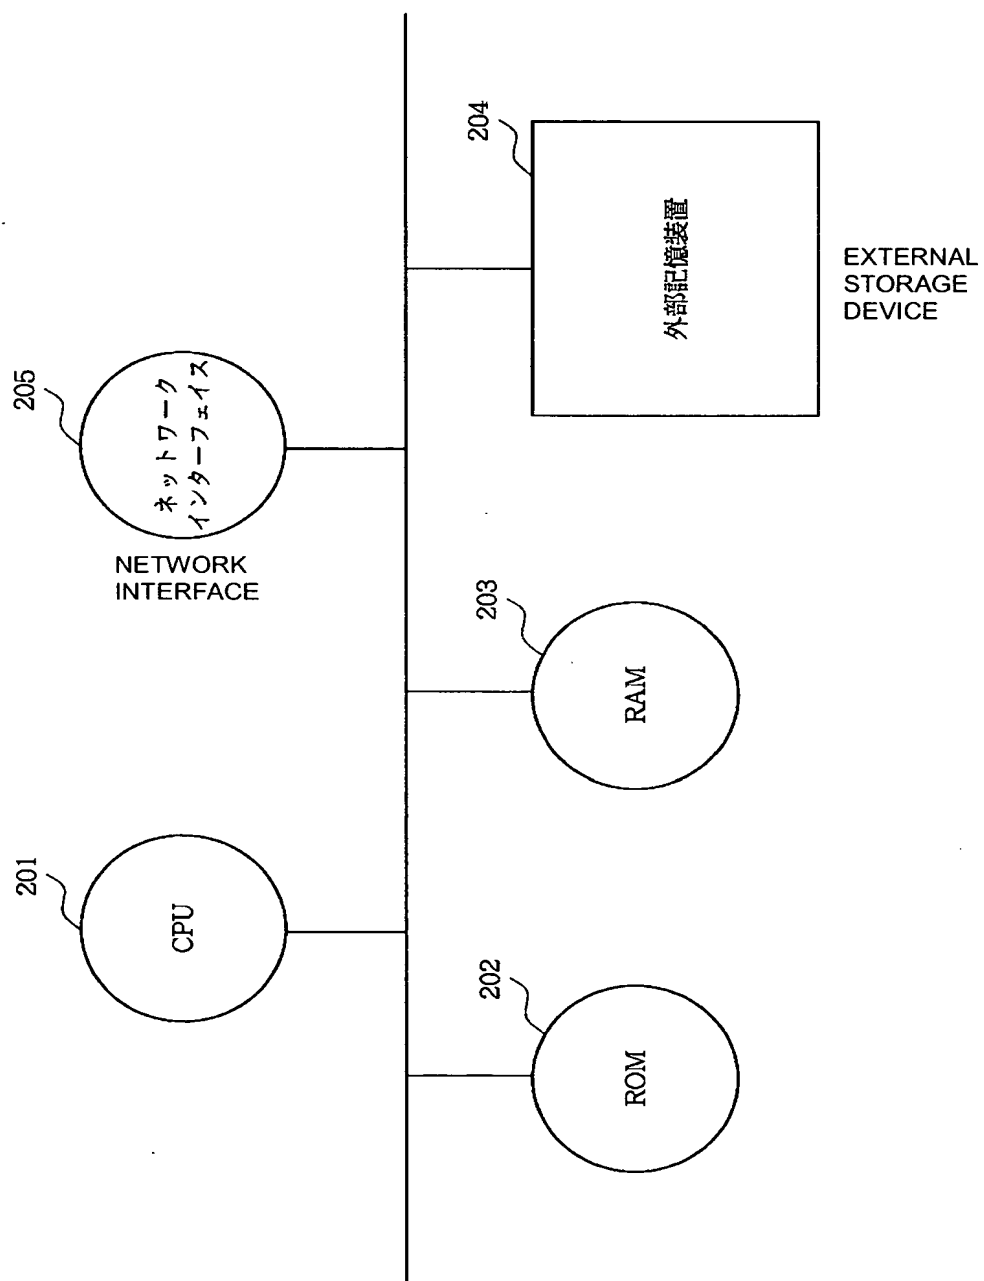 204
外部記憶装置
EXTERNAL
STORAGE
DEVICE
205
ネットワーク
インターフェイス
NETWORK
INTERFACE
203
RAM
201
CPU
202
ROM